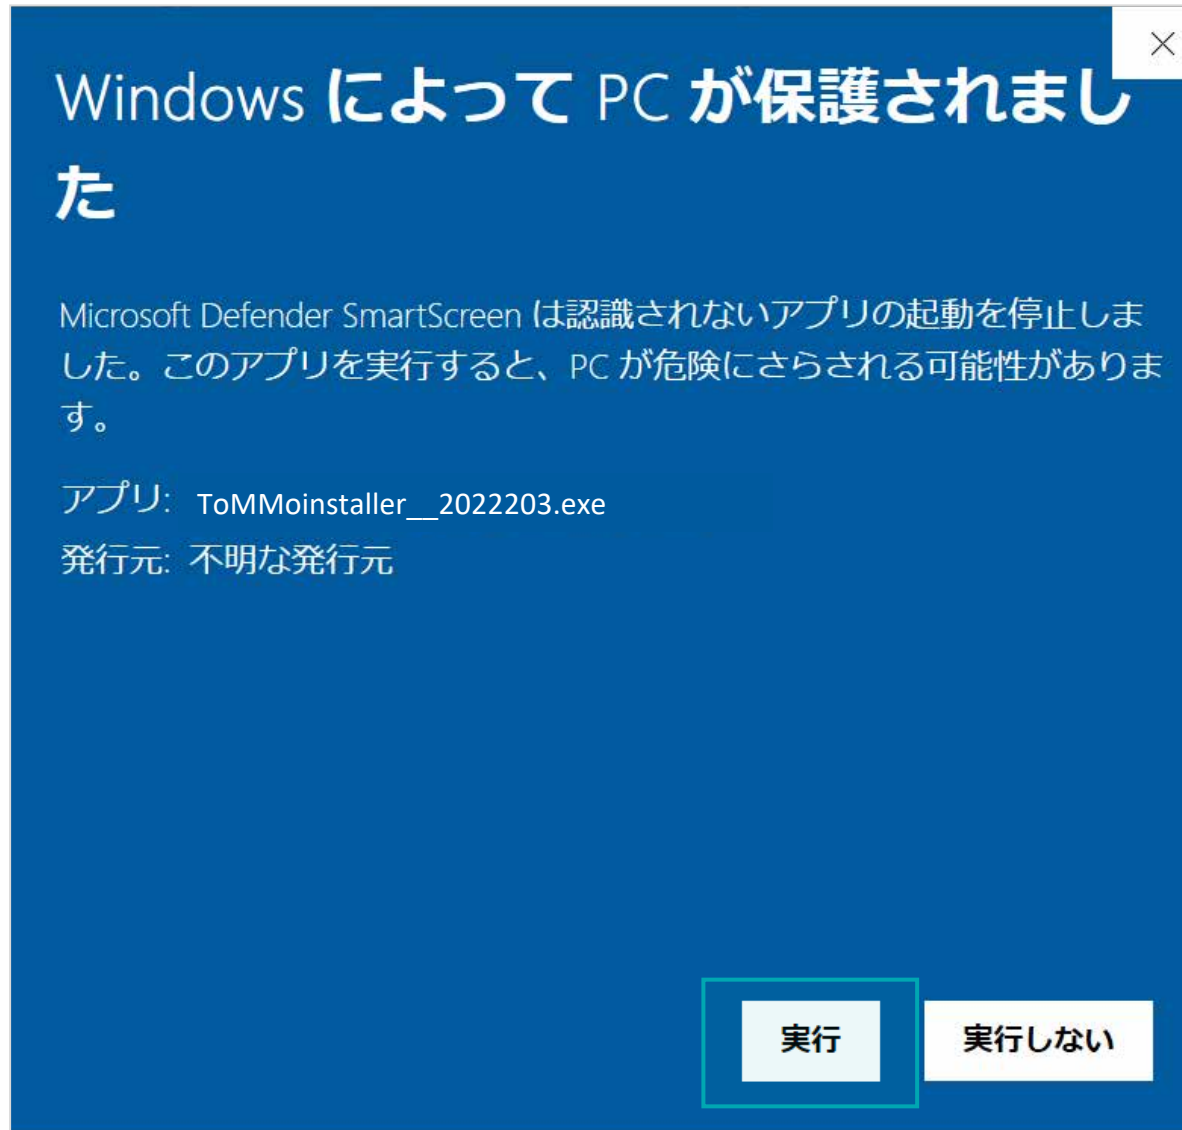 Windows によって PC が保護されまし
た
Microsoft Defender SmartScreen は認識されないアプリの起動を停止しま
した。このアプリを実行すると、PC が危険にさらされる可能性がありま
す。
アプリ: ToMMoinstaller__2022203.exe
発行元: 不明な発行元
実行 実行しない